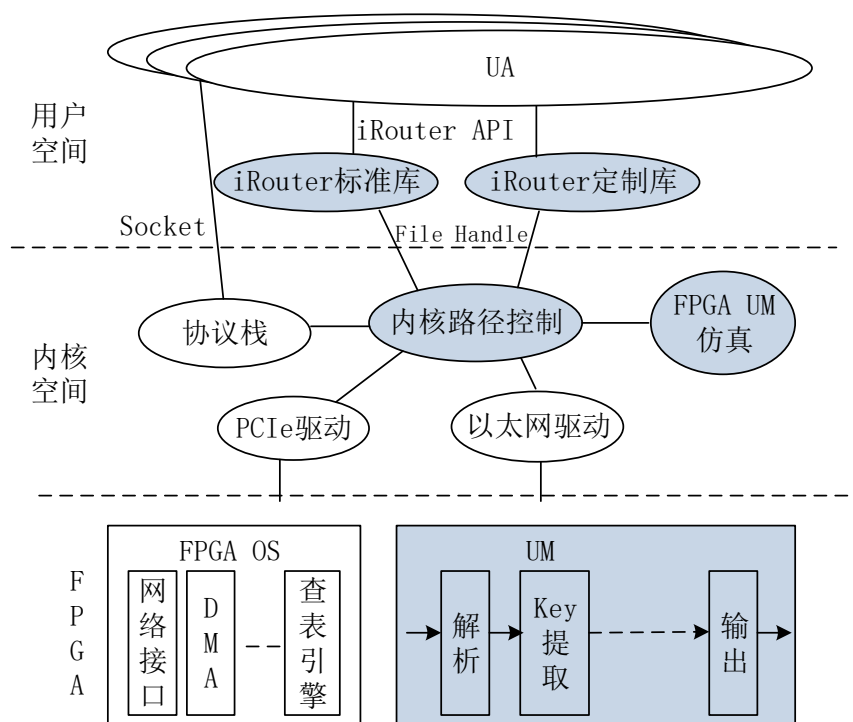 UA
用户
空间
iRouter API
iRouter标准库
iRouter定制库
Socket
File Handle
内核
空间
协议栈
内核路径控制
FPGA UM
仿真
PCIe驱动
以太网驱动
FPGA
FPGA OS
网络接口
DMA
查表引擎
UM
解析
Key
提取
输出